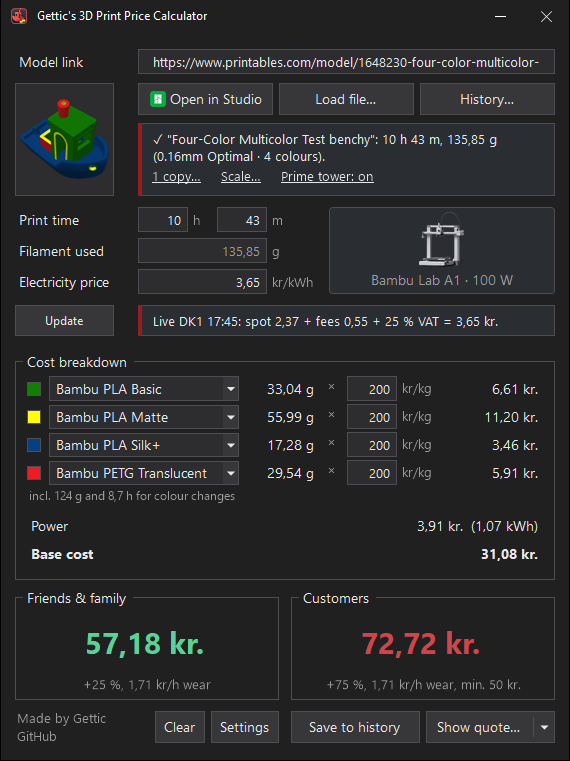 Gettic's 3D Print Price Calculator
Model link
https://www.printables.com/model/1648230-four-color-multicolor-
Open in Studio
Load file...
History...
✓ "Four-Color Multicolor Test benchy": 10 h 43 m, 135,85 g
(0.16mm Optimal · 4 colours).
1 copy... Scale... Prime tower: on
Print time 10 h 43 m
Filament used 135,85 g
Electricity price 3,65 kr/kWh
Bambu Lab A1 · 100 W
Update
Live DK1 17:45: spot 2,37 + fees 0,55 + 25 % VAT = 3,65 kr.
Cost breakdown
Bambu PLA Basic 33,04 g × 200 kr/kg 6,61 kr.
Bambu PLA Matte 55,99 g × 200 kr/kg 11,20 kr.
Bambu PLA Silk+ 17,28 g × 200 kr/kg 3,46 kr.
Bambu PETG Translucent 29,54 g × 200 kr/kg 5,91 kr.
incl. 124 g and 8,7 h for colour changes
Power 3,91 kr. (1,07 kWh)
Base cost 31,08 kr.
Friends & family
57,18 kr.
+25 %, 1,71 kr/h wear
Customers
72,72 kr.
+75 %, 1,71 kr/h wear, min. 50 kr.
Made by Gettic
GitHub
Clear
Settings
Save to history
Show quote...